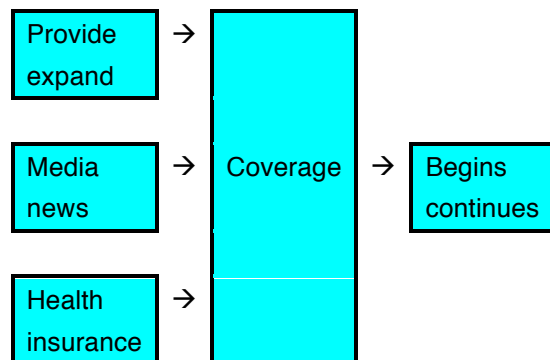 Provide →
expand
Media → Coverage → Begins
news continues
Health →
insurance